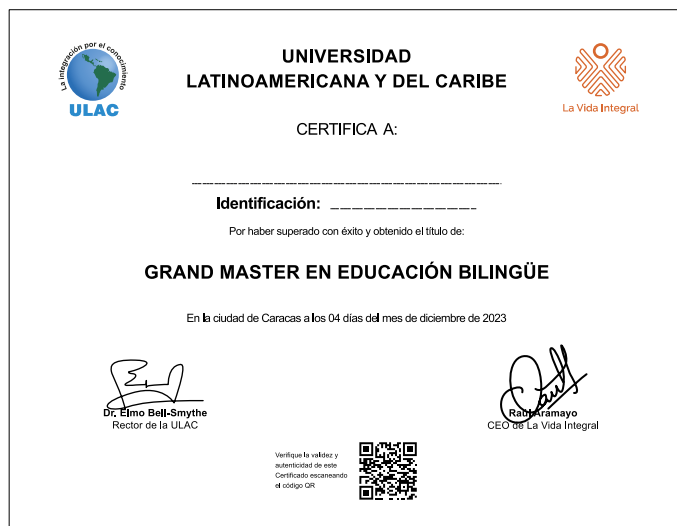 La integración por el conocimiento
ULAC
UNIVERSIDAD
LATINOAMERICANA Y DEL CARIBE
La Vida Integral
CERTIFICA A:
Identificación:
Por haber superado con éxito y obtenido el título de:
GRAND MASTER EN EDUCACIÓN BILINGÜE
En la ciudad de Caracas a los 04 días del mes de diciembre de 2023
Dr. Elmo Bell-Smythe
Rector de la ULAC
Raúl Aramayo
CEO de La Vida Integral
Verifique la validez y
autenticidad de este
Certificado escaneando
el código QR